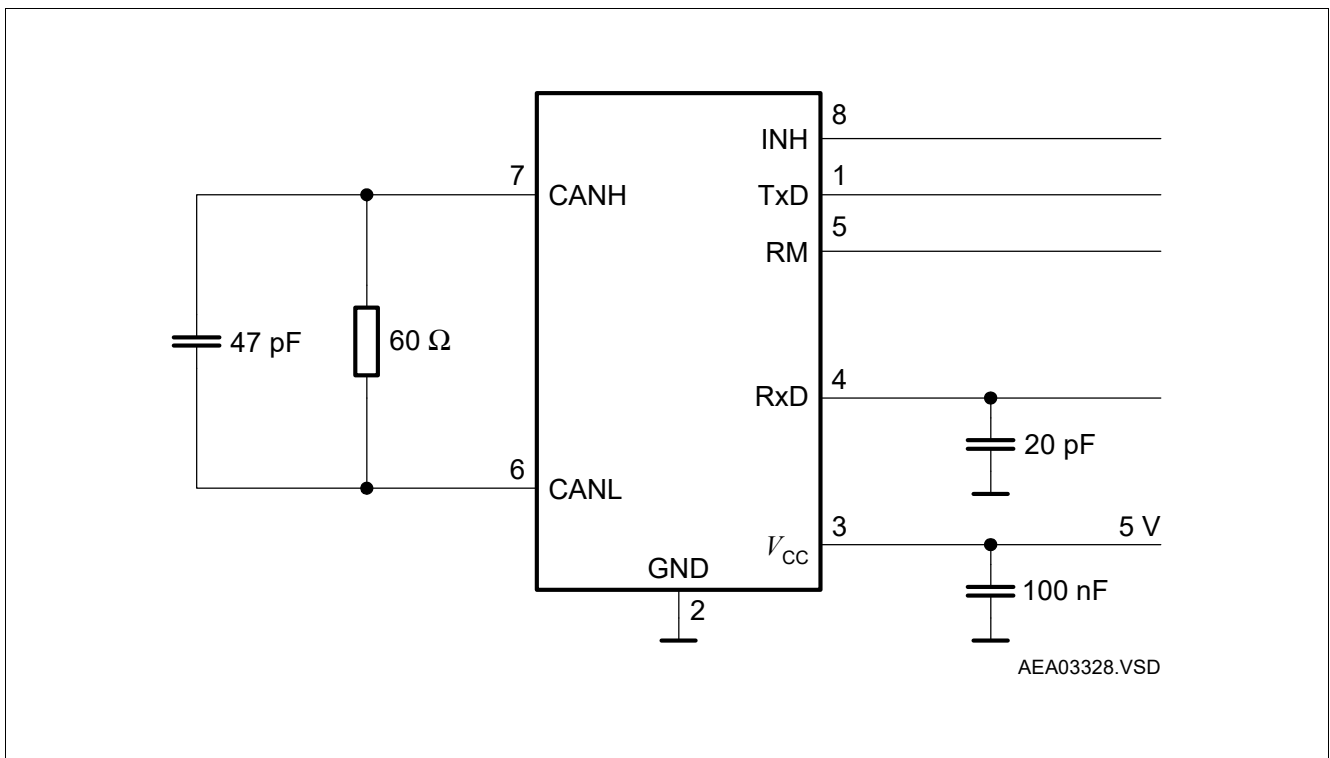 8
INH
7
1
CANH
TxD
5
RM
47 pF
60 Ω
4
RxD
20 pF
6
CANL
3
5 V
VCC
GND
100 nF
2
AEA03328.VSD